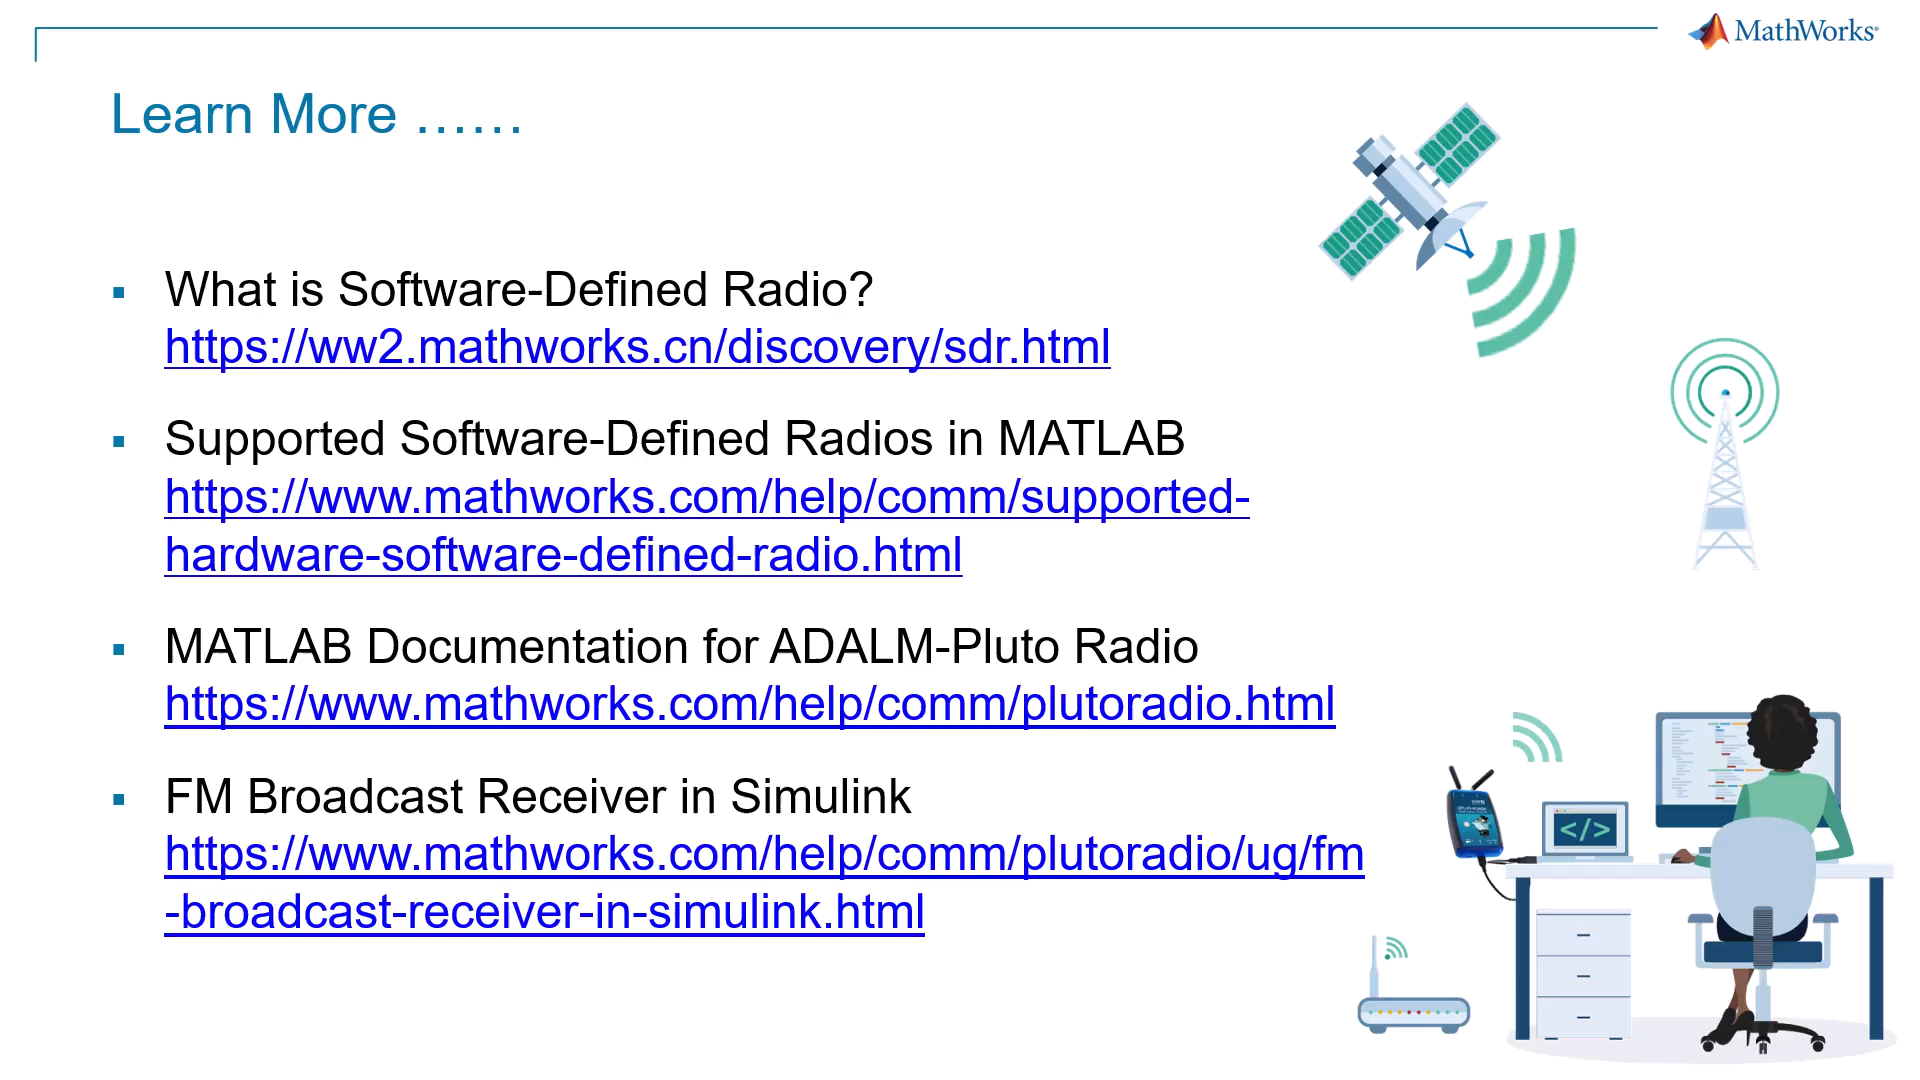 MathWorks®
Learn More ......
▪ What is Software-Defined Radio?
https://ww2.mathworks.cn/discovery/sdr.html
▪ Supported Software-Defined Radios in MATLAB
https://www.mathworks.com/help/comm/supported-
hardware-software-defined-radio.html
▪ MATLAB Documentation for ADALM-Pluto Radio
https://www.mathworks.com/help/comm/plutoradio.html
▪ FM Broadcast Receiver in Simulink
https://www.mathworks.com/help/comm/plutoradio/ug/fm
-broadcast-receiver-in-simulink.html
</>